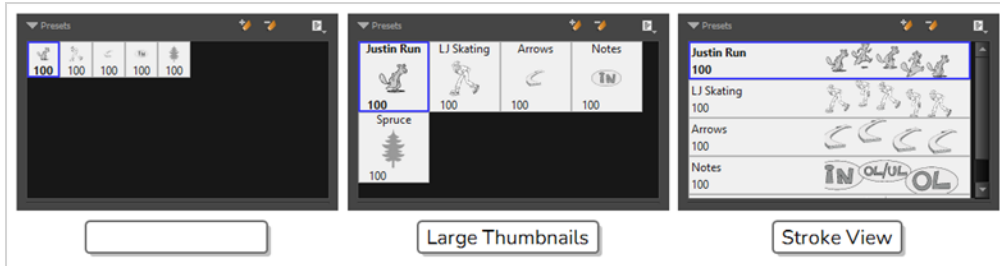 Presets
100 100 100 100 100
Presets
Justin Run LJ Skating Arrows Notes
IN
100 100 100 100
Spruce
100
Presets
Justin Run
100
LJ Skating
100
Arrows
100
Notes
100
IN OL/UL OL
Large Thumbnails
Stroke View